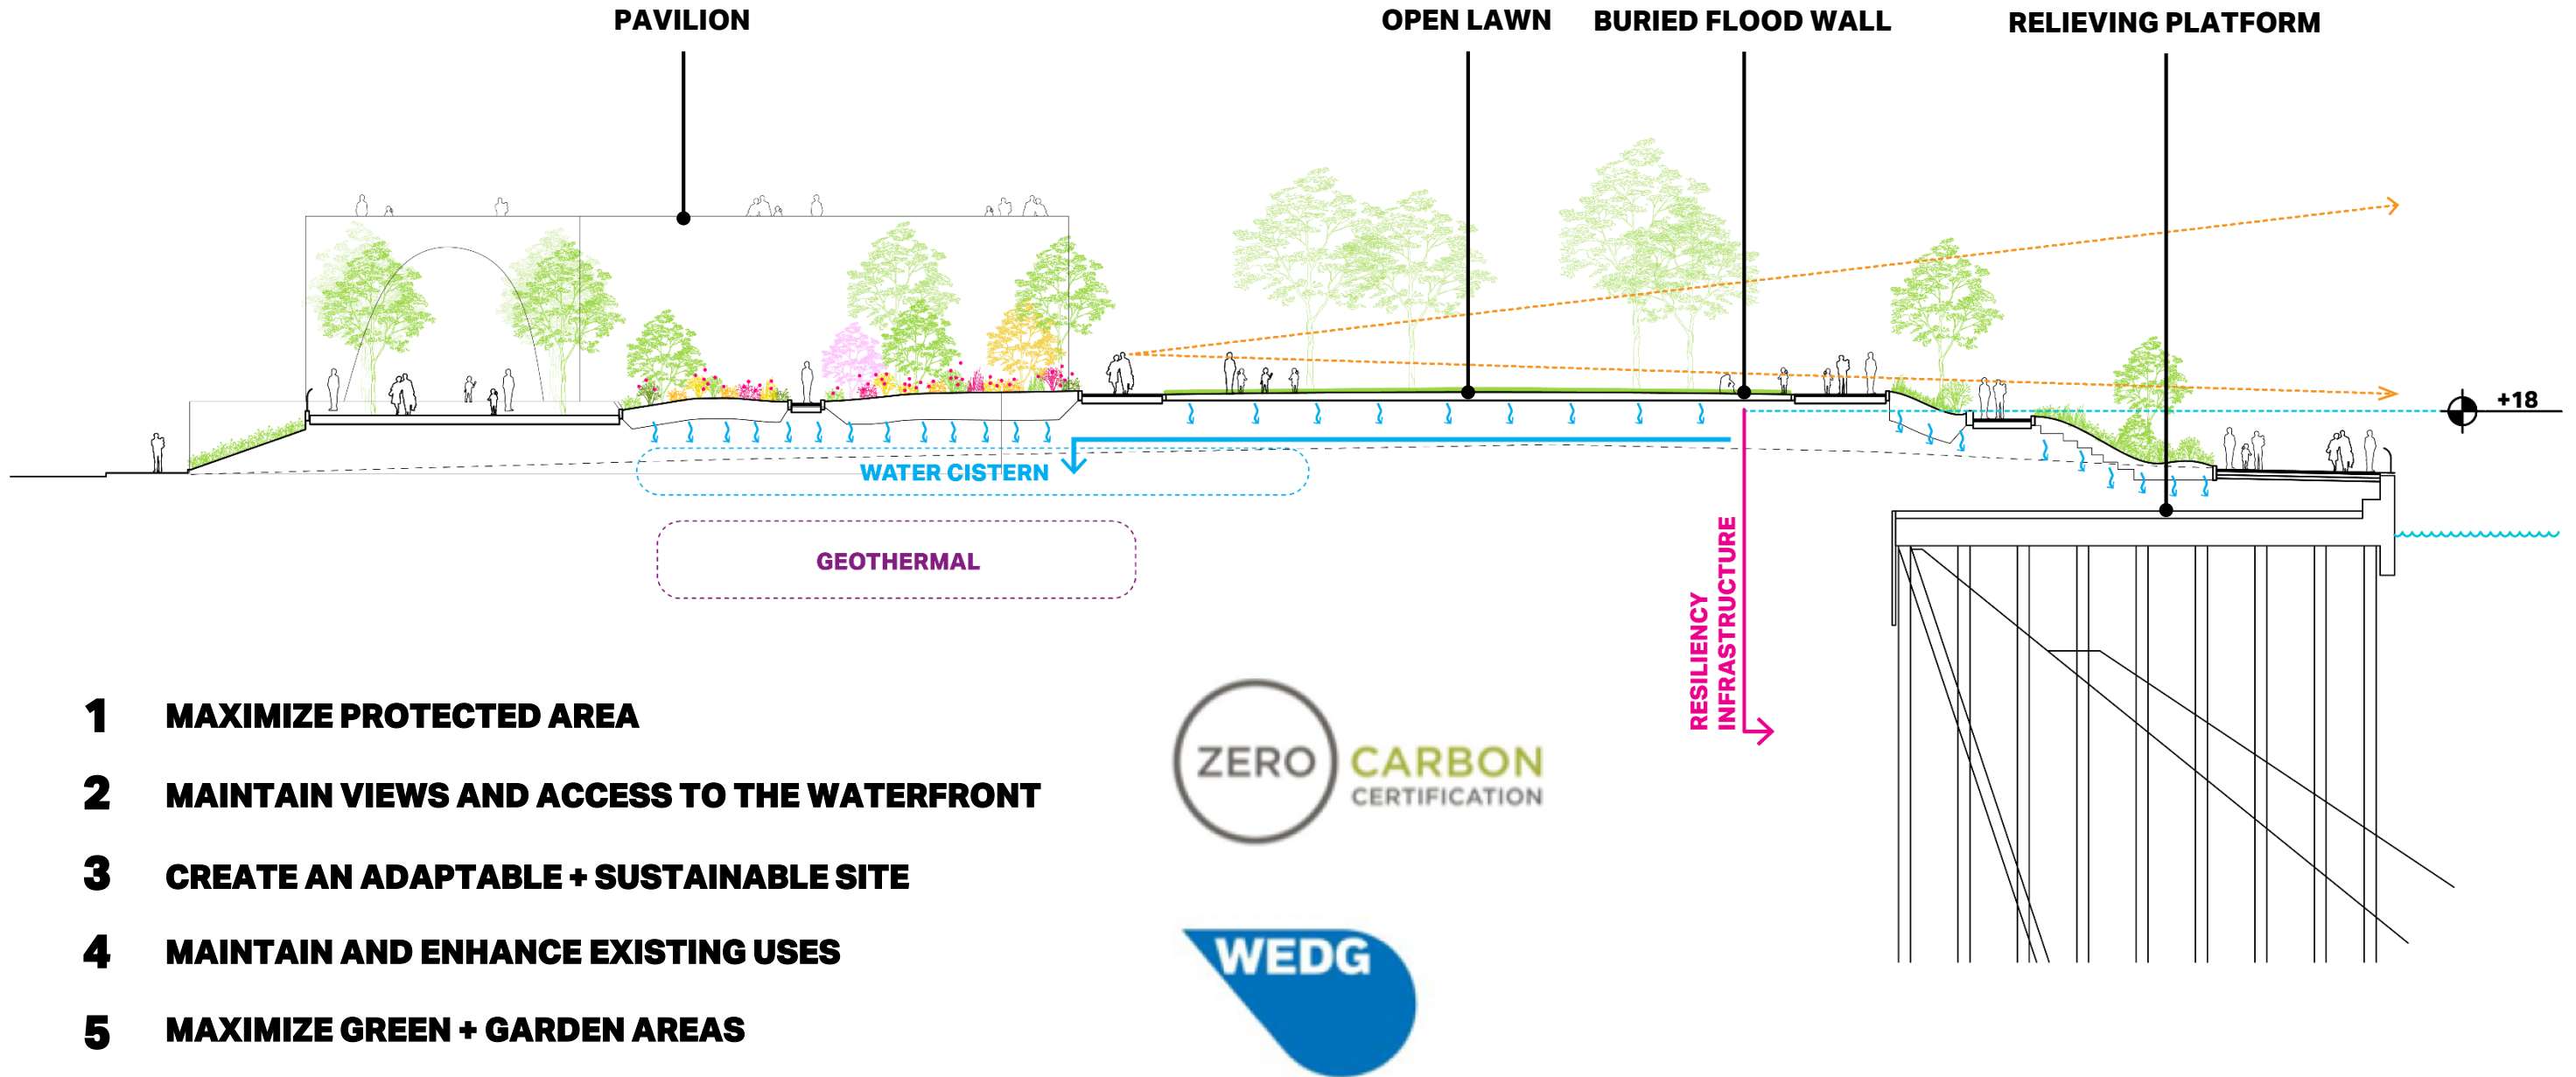 PAVILION
OPEN LAWN
BURIED FLOOD WALL
RELIEVING PLATFORM
+18
WATER CISTERN
GEOTHERMAL
RESILIENCY
INFRASTRUCTURE
1 MAXIMIZE PROTECTED AREA
2 MAINTAIN VIEWS AND ACCESS TO THE WATERFRONT
3 CREATE AN ADAPTABLE + SUSTAINABLE SITE
4 MAINTAIN AND ENHANCE EXISTING USES
5 MAXIMIZE GREEN + GARDEN AREAS
ZERO CARBON
CERTIFICATION
WEDG